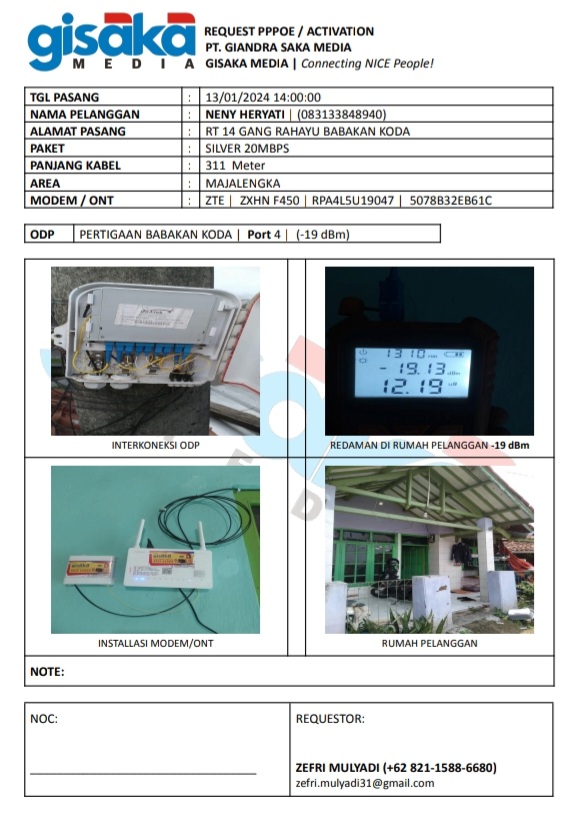 gisaka
MEDIA
REQUEST PPPOE / ACTIVATION
PT. GIANDRA SAKA MEDIA
GISAKA MEDIA | Connecting NICE People!
TGL PASANG : 13/01/2024 14:00:00
NAMA PELANGGAN : NENY HERYATI | (083133848940)
ALAMAT PASANG : RT 14 GANG RAHAYU BABAKAN KODA
PAKET : SILVER 20MBPS
PANJANG KABEL : 311 Meter
AREA : MAJALENGKA
MODEM / ONT : ZTE | ZXHN F450 | RPA4L5U19047 | 5078B32EB61C
ODP PERTIGAAN BABAKAN KODA | Port 4 | (-19 dBm)
1310 nm
-19.13 dBm
12.19 uW
INTERKONEKSI ODP
REDAMAN DI RUMAH PELANGGAN -19 dBm
gisaka
gisaka
INSTALLASI MODEM/ONT
RUMAH PELANGGAN
NOTE:
NOC:
REQUESTOR:
ZEFRI MULYADI (+62 821-1588-6680)
zefri.mulyadi31@gmail.com